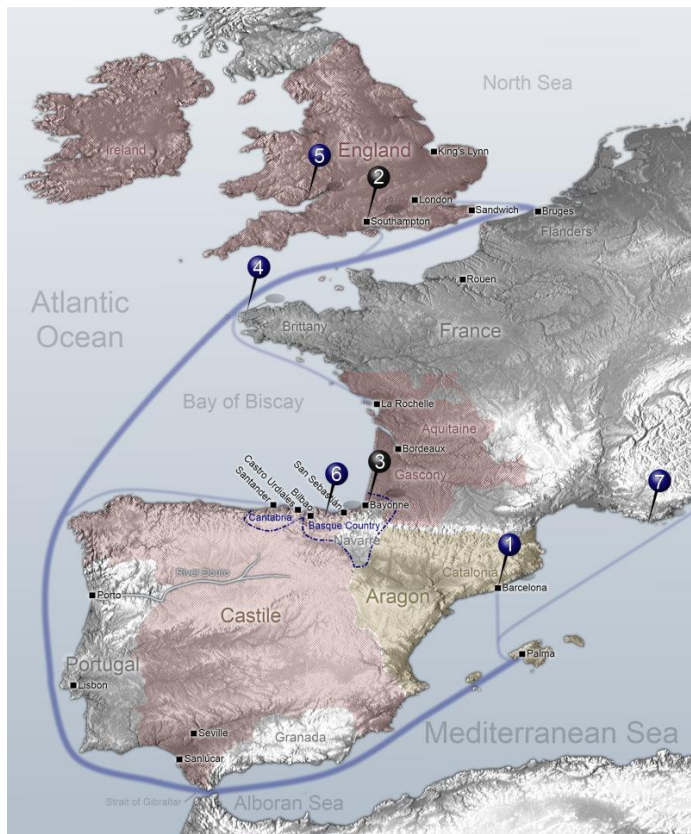 North Sea
Ireland
5
England
King's Lynn
2
London
Southampton
Sandwich
Bruges
Flanders
4
Rouen
Atlantic
Ocean
Brittany
France
Bay of Biscay
La Rochelle
Aquitaine
Bordeaux
Gascony
6
3
7
Santander
Castro Urdiales
Bilbao
San Sebastián
Bayonne
Cantabria
Basque Country
Navarre
1
River Douro
Catalonia
Porto
Aragon
Barcelona
Castile
Portugal
Palma
Lisbon
Seville
Granada
Mediterranean Sea
Sanlúcar
Strait of Gibraltar
Alboran Sea